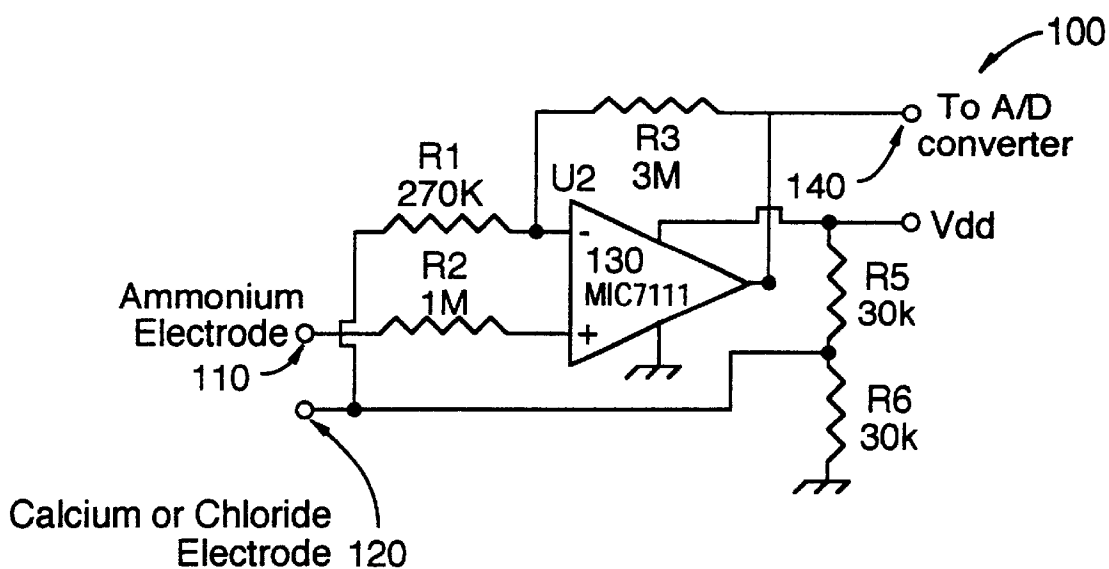 100
To A/D
converter
R3
3M
140
R1
270K
U2
Vdd
-
130
MIC7111
+
R2
1M
R5
30k
Ammonium
Electrode
110
R6
30k
Calcium or Chloride
Electrode 120